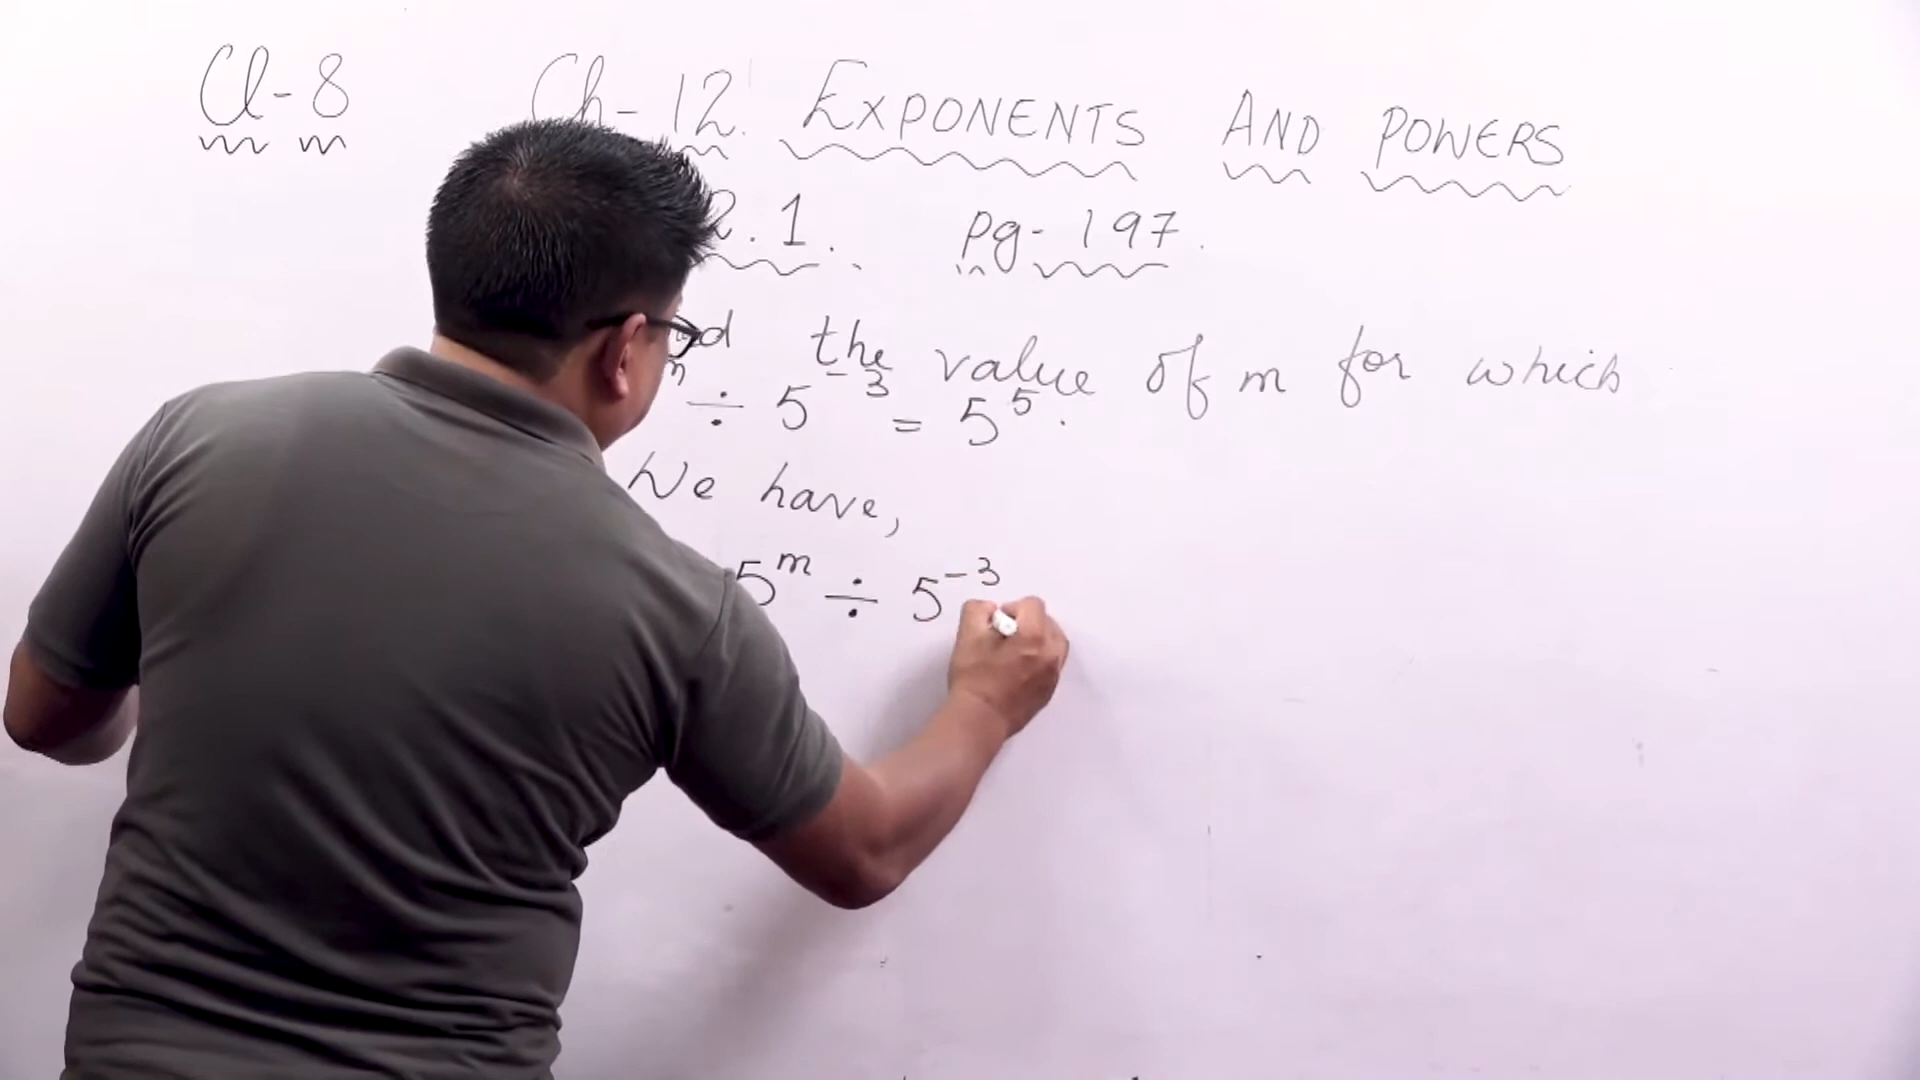 Cl-8 Ch-12. EXPONENTS AND POWERS
2.1. pg-197.
the value of m for which
÷ 5⁻³ = 5⁵.
We have,
5ᵐ ÷ 5⁻³